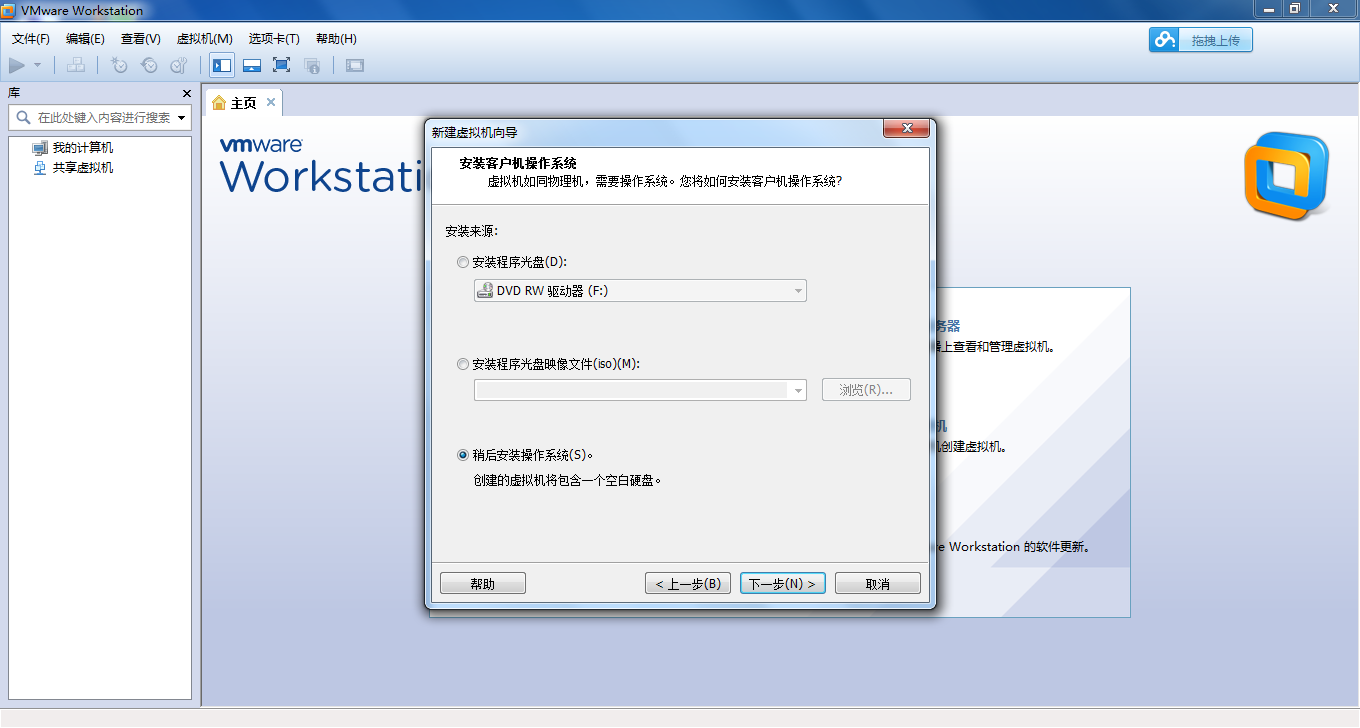 VMware Workstation
文件(F) 编辑(E) 查看(V) 虚拟机(M) 选项卡(T) 帮助(H)
拖拽上传
库
在此处键入内容进行搜索
我的计算机
共享虚拟机
主页
vmware
Workstati
新建虚拟机向导
安装客户机操作系统
虚拟机如同物理机，需要操作系统。您将如何安装客户机操作系统?
安装来源:
安装程序光盘(D):
DVD RW 驱动器 (F:)
安装程序光盘映像文件(iso)(M):
浏览(R)...
稍后安装操作系统(S)。
创建的虚拟机将包含一个空白硬盘。
帮助
< 上一步(B)
下一步(N) >
取消
务器
器上查看和管理虚拟机。
机
创建虚拟机。
e Workstation 的软件更新。